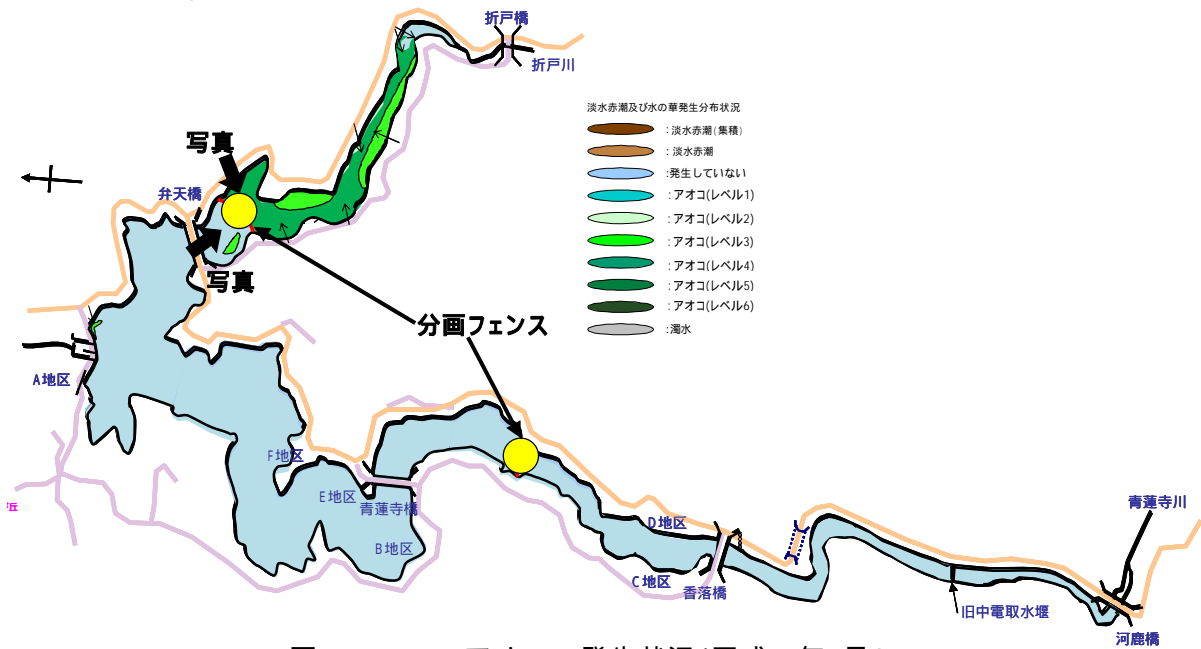 折戸橋
折戸川
淡水赤潮及び水の華発生分布状況
:淡水赤潮(集積)
:淡水赤潮
:発生していない
:アオコ(レベル1)
:アオコ(レベル2)
:アオコ(レベル3)
:アオコ(レベル4)
:アオコ(レベル5)
:アオコ(レベル6)
:濁水
写真
弁天橋
写真
分画フェンス
A地区
F地区
E地区
青蓮寺橋
B地区
D地区
C地区
香落橋
青蓮寺川
旧中電取水堰
河鹿橋